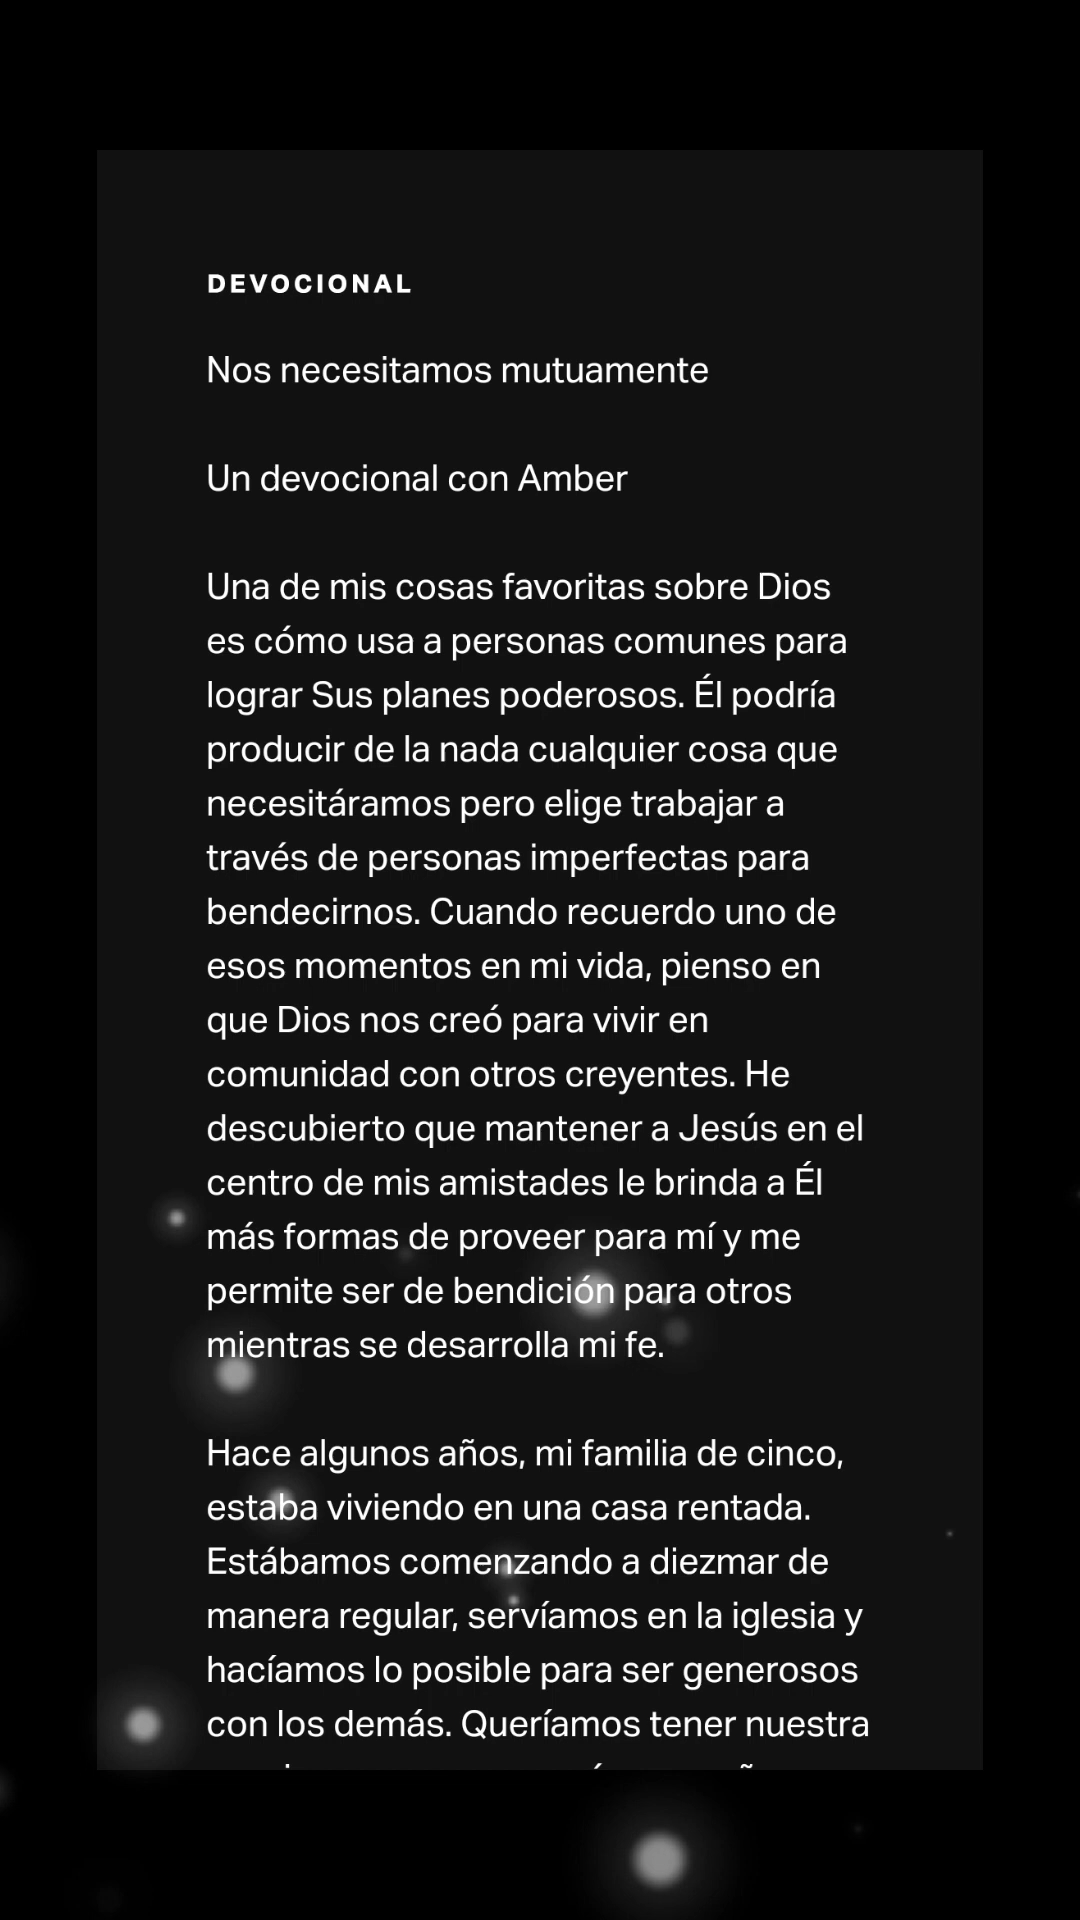 DEVOCIONAL
Nos necesitamos mutuamente
Un devocional con Amber
Una de mis cosas favoritas sobre Dios
es cómo usa a personas comunes para
lograr Sus planes poderosos. Él podría
producir de la nada cualquier cosa que
necesitáramos pero elige trabajar a
través de personas imperfectas para
bendecirnos. Cuando recuerdo uno de
esos momentos en mi vida, pienso en
que Dios nos creó para vivir en
comunidad con otros creyentes. He
descubierto que mantener a Jesús en el
centro de mis amistades le brinda a Él
más formas de proveer para mí y me
permite ser de bendición para otros
mientras se desarrolla mi fe.
Hace algunos años, mi familia de cinco,
estaba viviendo en una casa rentada.
Estábamos comenzando a diezmar de
manera regular, servíamos en la iglesia y
hacíamos lo posible para ser generosos
con los demás. Queríamos tener nuestra